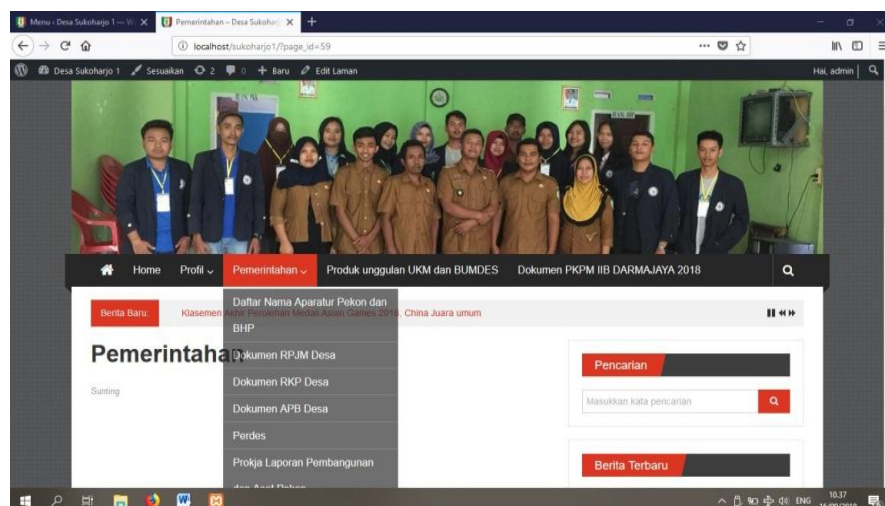 Menu ‹ Desa Sukoharjo 1 — W
Pemerintahan – Desa Sukoharj
localhost/sukoharjo1/?page_id=59
Desa Sukoharjo 1
Sesuaikan
2
0
Baru
Edit Laman
Hai, admin
Home
Profil
Pemerintahan
Produk unggulan UKM dan BUMDES
Dokumen PKPM IIB DARMAJAYA 2018
Berita Baru:
Klasemen Akhir Perolehan Medali Asian Games 2018, China Juara umum
Daftar Nama Aparatur Pekon dan
BHP
Dokumen RPJM Desa
Dokumen RKP Desa
Dokumen APB Desa
Perdes
Prokja Laporan Pembangunan
dan Aset Pekon
Pemerintahan
Sunting
Pencarian
Masukkan kata pencarian
Berita Terbaru
ENG
10.37